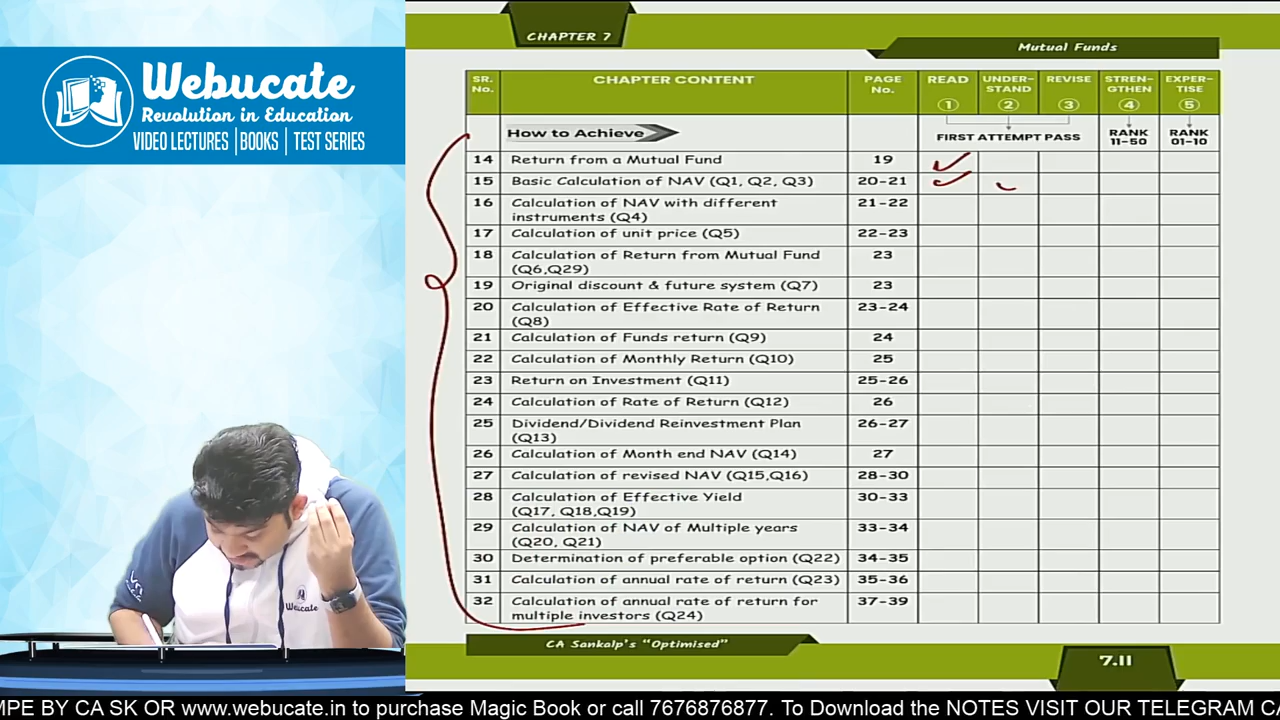 Webucate
Revolution in Education
VIDEO LECTURES | BOOKS | TEST SERIES
CHAPTER 7
Mutual Funds
SR. No. CHAPTER CONTENT PAGE No. READ UNDER-STAND REVISE STREN-GTHEN EXPER-TISE
① ② ③ ④ ⑤
How to Achieve FIRST ATTEMPT PASS RANK 11-50 RANK 01-10
14 Return from a Mutual Fund 19
15 Basic Calculation of NAV (Q1, Q2, Q3) 20-21
16 Calculation of NAV with different 21-22
instruments (Q4)
17 Calculation of unit price (Q5) 22-23
18 Calculation of Return from Mutual Fund 23
(Q6,Q29)
19 Original discount & future system (Q7) 23
20 Calculation of Effective Rate of Return 23-24
(Q8)
21 Calculation of Funds return (Q9) 24
22 Calculation of Monthly Return (Q10) 25
23 Return on Investment (Q11) 25-26
24 Calculation of Rate of Return (Q12) 26
25 Dividend/Dividend Reinvestment Plan 26-27
(Q13)
26 Calculation of Month end NAV (Q14) 27
27 Calculation of revised NAV (Q15,Q16) 28-30
28 Calculation of Effective Yield 30-33
(Q17, Q18,Q19)
29 Calculation of NAV of Multiple years 33-34
(Q20, Q21)
30 Determination of preferable option (Q22) 34-35
31 Calculation of annual rate of return (Q23) 35-36
32 Calculation of annual rate of return for 37-39
multiple investors (Q24)
Webucate
CA Sankalp's "Optimised"
7.11
MPE BY CA SK OR www.webucate.in to purchase Magic Book or call 7676876877. To Download the NOTES VISIT OUR TELEGRAM CA